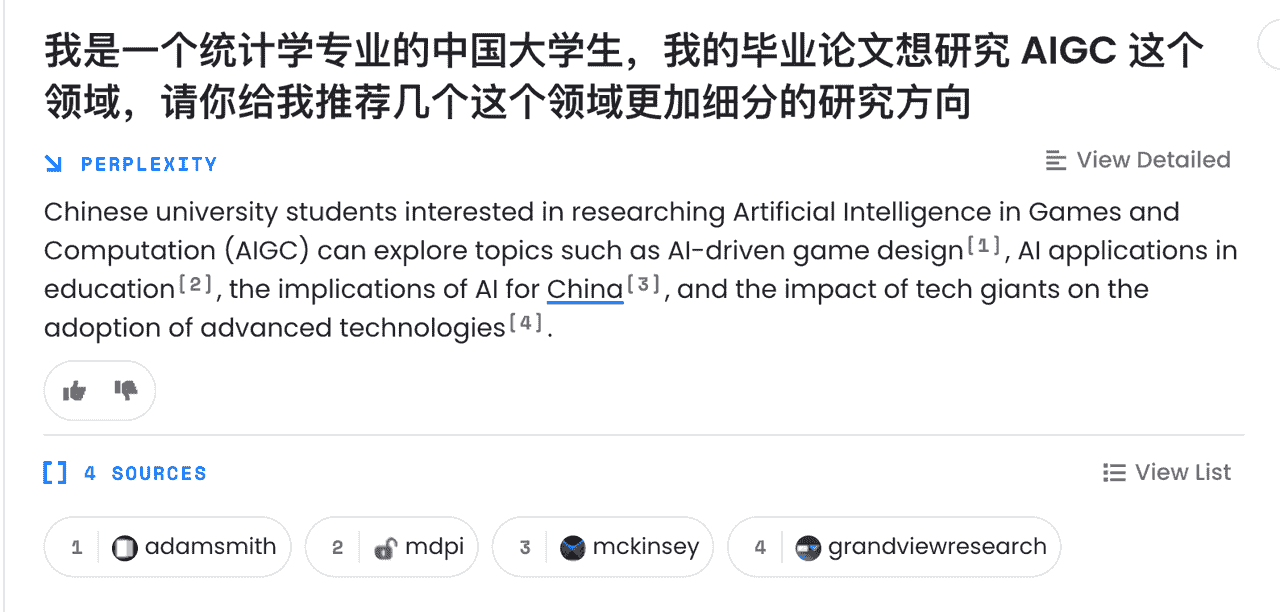 我是一个统计学专业的中国大学生，我的毕业论文想研究 AIGC 这个
领域，请你给我推荐几个这个领域更加细分的研究方向
PERPLEXITY
View Detailed
Chinese university students interested in researching Artificial Intelligence in Games and
Computation (AIGC) can explore topics such as AI-driven game design[1], AI applications in
education[2], the implications of AI for China[3], and the impact of tech giants on the
adoption of advanced technologies[4].
4 SOURCES
View List
1 adamsmith
2 mdpi
3 mckinsey
4 grandviewresearch